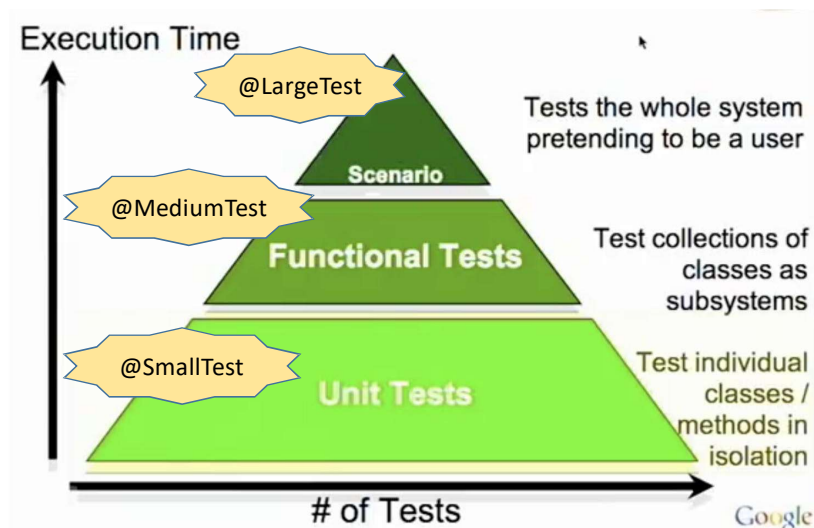 Execution Time
@LargeTest
Tests the whole system
pretending to be a user
Scenario
@MediumTest
Functional Tests
Test collections of
classes as
subsystems
@SmallTest
Unit Tests
Test individual
classes /
methods in
isolation
# of Tests
Google